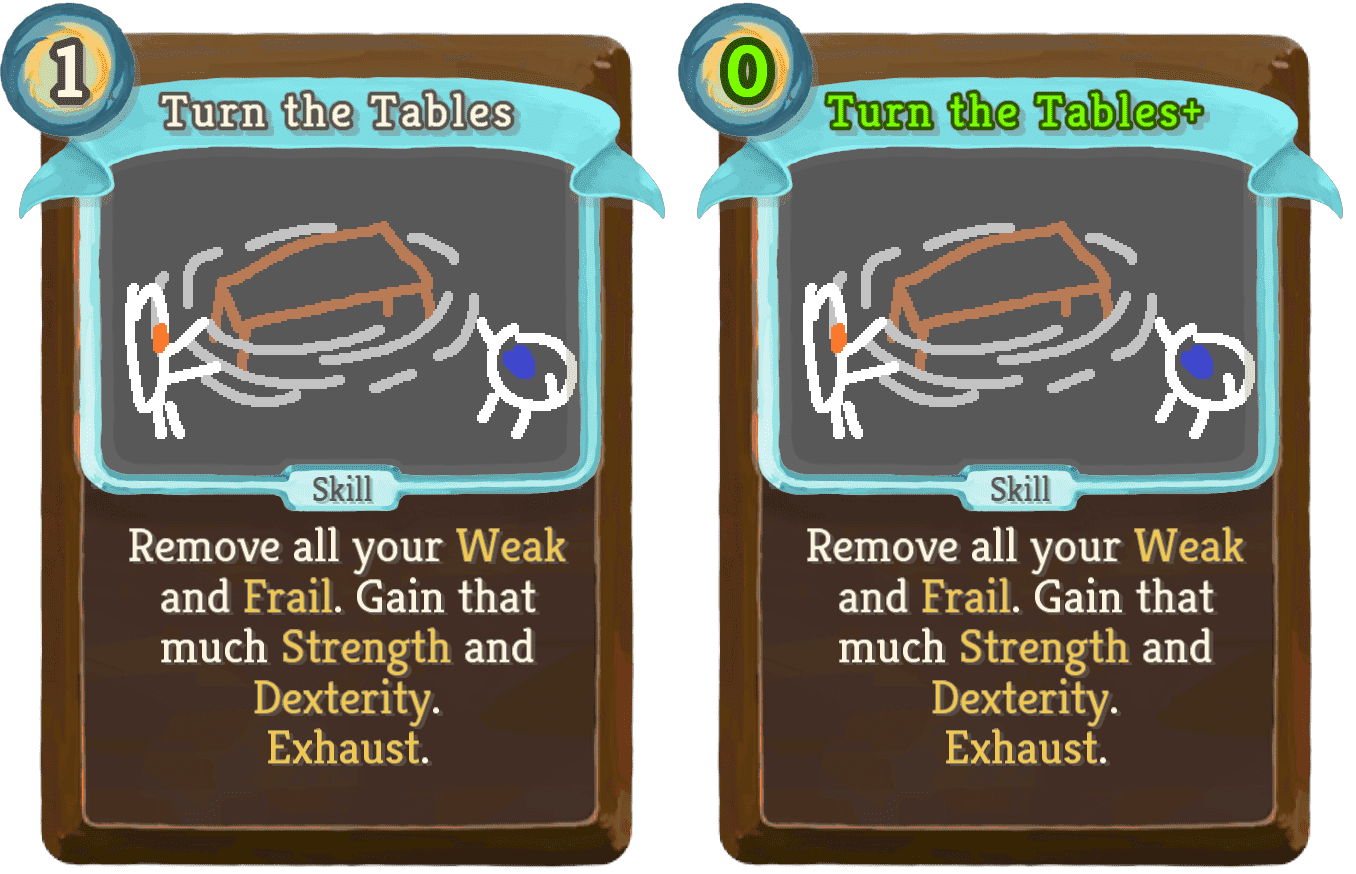 1
Turn the Tables
Skill
Remove all your Weak
and Frail. Gain that
much Strength and
Dexterity.
Exhaust.
0
Turn the Tables+
Skill
Remove all your Weak
and Frail. Gain that
much Strength and
Dexterity.
Exhaust.